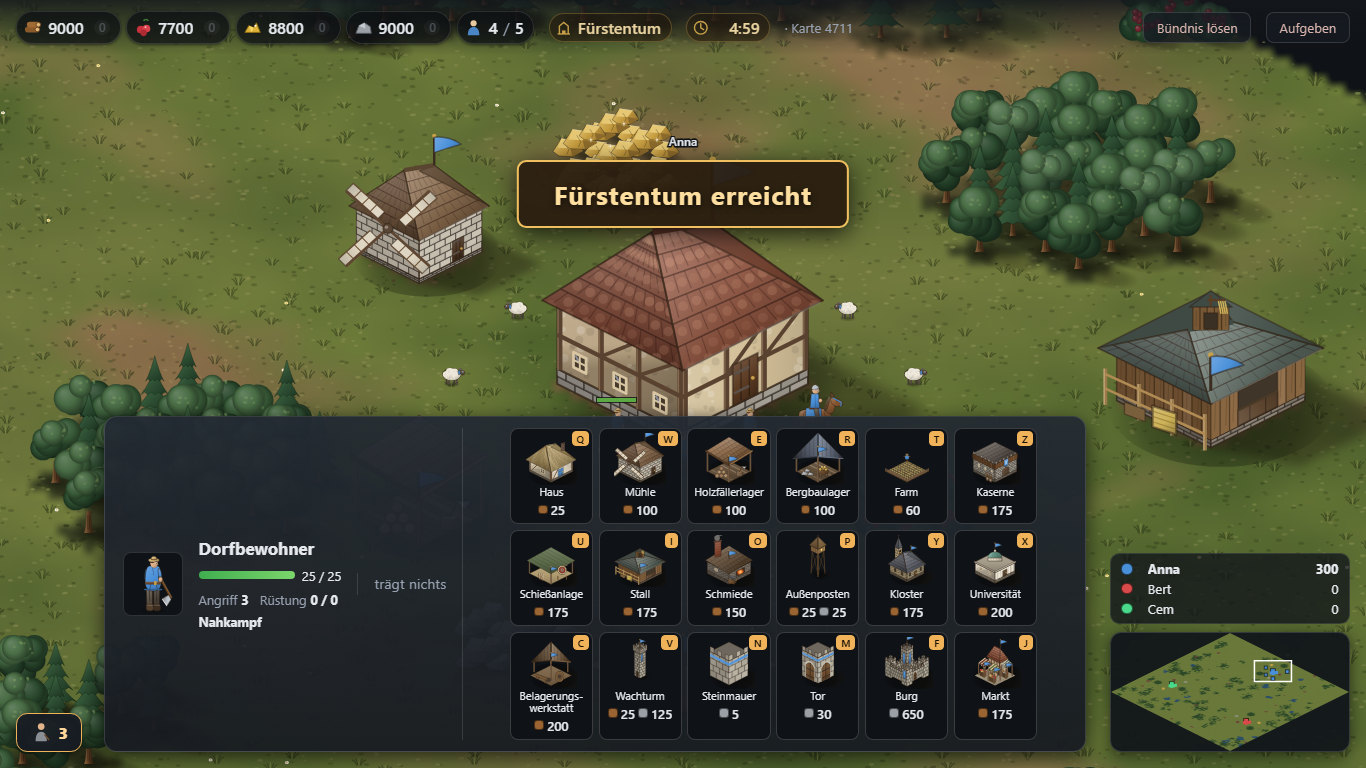 9000 0 7700 0 8800 0 9000 0 4 / 5 Fürstentum 4:59 · Karte 4711 Bündnis lösen Aufgeben
Anna
Fürstentum erreicht
Dorfbewohner
25 / 25
Angriff 3 Rüstung 0 / 0
Nahkampf
trägt nichts
Q W E R T Z
Haus Mühle Holzfällerlager Bergbaulager Farm Kaserne
25 100 100 100 60 175
U I O P Y X
Schießanlage Stall Schmiede Außenposten Kloster Universität
175 175 150 25 25 175 200
C V N M F J
Belagerungs-
werkstatt
Wachturm Steinmauer Tor Burg Markt
200 25 125 5 30 650 175
Anna 300
Bert 0
Cem 0
3